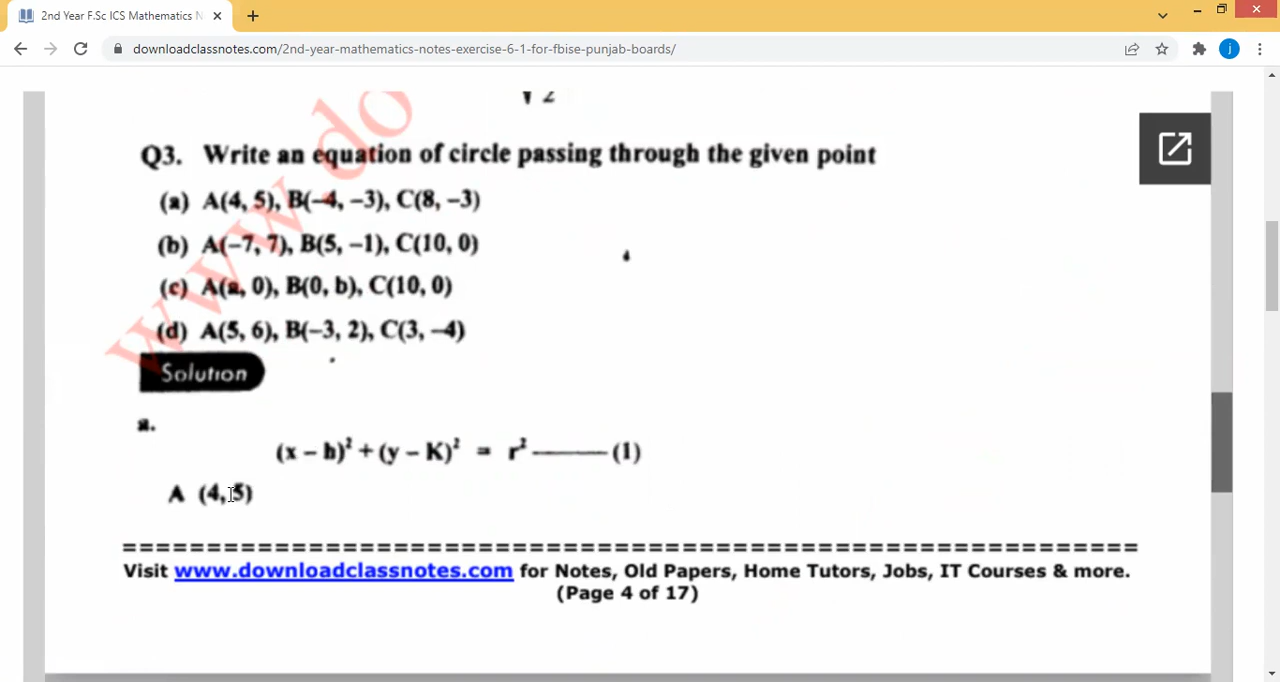 2nd Year F.Sc ICS Mathematics N
downloadclassnotes.com/2nd-year-mathematics-notes-exercise-6-1-for-fbise-punjab-boards/
j
www.do
Q3. Write an equation of circle passing through the given point
(a) A(4, 5), B(–4, –3), C(8, –3)
(b) A(–7, 7), B(5, –1), C(10, 0)
(c) A(a, 0), B(0, b), C(10, 0)
(d) A(5, 6), B(–3, 2), C(3, –4)
Solution
a.
(x – h)² + (y – K)² = r² ——— (1)
A (4, 5)
==============================================================
Visit www.downloadclassnotes.com for Notes, Old Papers, Home Tutors, Jobs, IT Courses & more.
(Page 4 of 17)